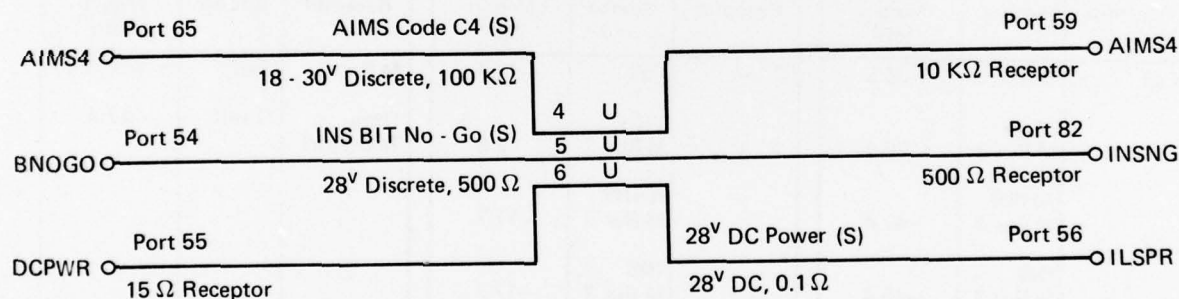 Port 65 AIMS Code C4 (S) Port 59
AIMS4 AIMS4
18 - 30ⱽ Discrete, 100 KΩ 10 KΩ Receptor
4 U
Port 54 INS BIT No - Go (S) 5 U Port 82
BNOGO INSNG
28ⱽ Discrete, 500 Ω 6 U 500 Ω Receptor
Port 55 28ⱽ DC Power (S) Port 56
DCPWR ILSPR
15 Ω Receptor 28ⱽ DC, 0.1Ω